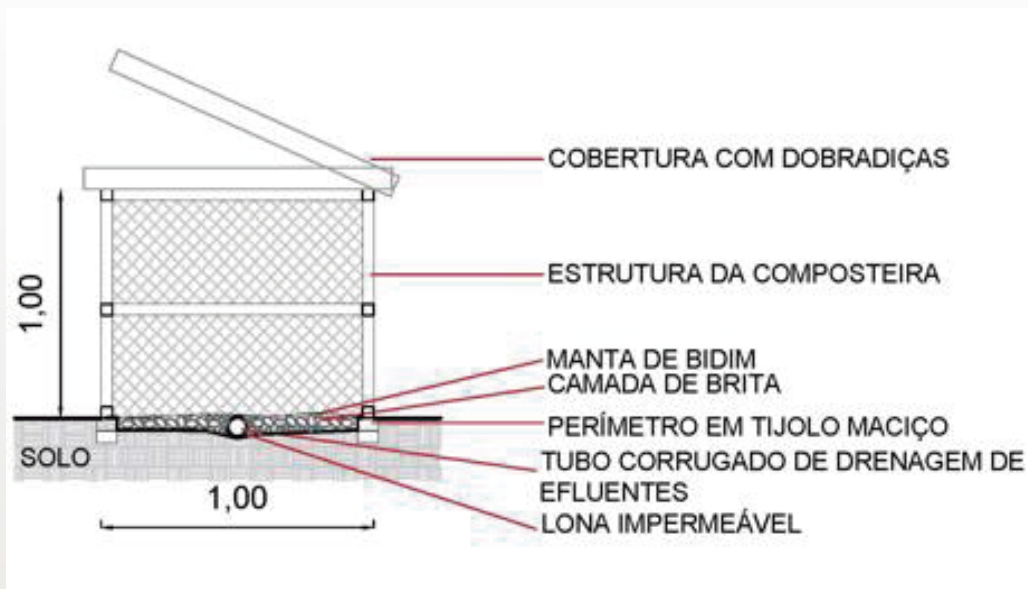 COBERTURA COM DOBRADIÇAS
1,00
ESTRUTURA DA COMPOSTEIRA
MANTA DE BIDIM
CAMADA DE BRITA
PERÍMETRO EM TIJOLO MACIÇO
SOLO
TUBO CORRUGADO DE DRENAGEM DE
EFLUENTES
1,00
LONA IMPERMEÁVEL